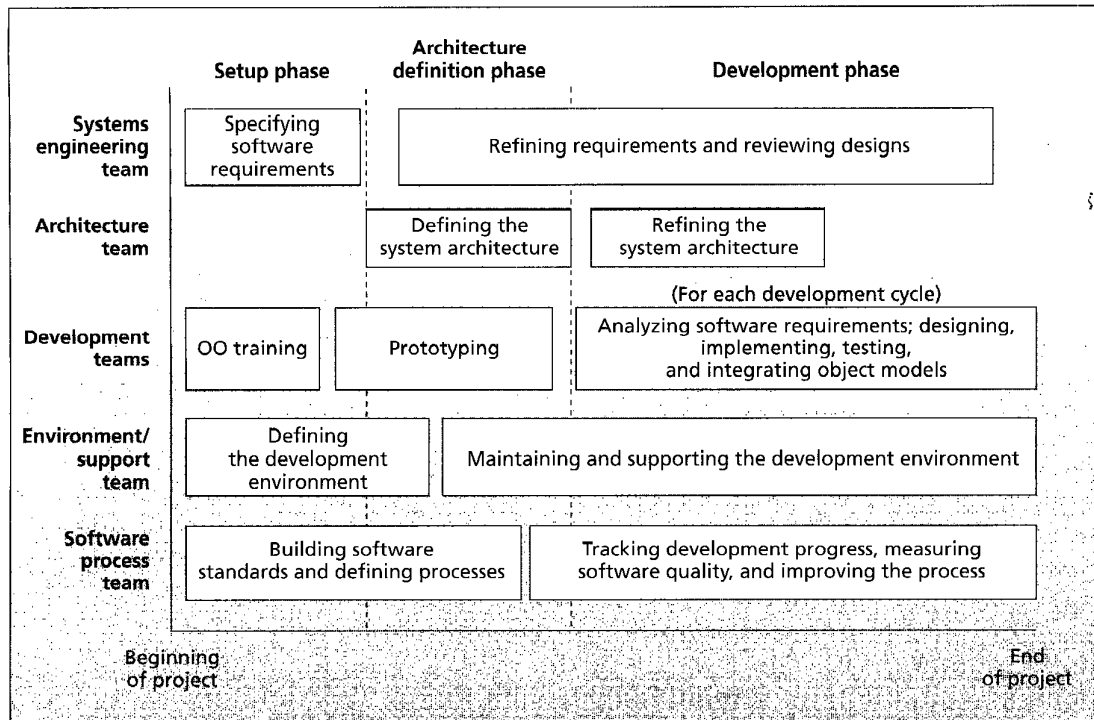 Setup phase
Architecture
definition phase
Development phase
Systems
engineering
team
Specifying
software
requirements
Refining requirements and reviewing designs
Architecture
team
Defining the
system architecture
Refining the
system architecture
Development
teams
OO training
Prototyping
(For each development cycle)
Analyzing software requirements; designing,
implementing, testing,
and integrating object models
Environment/
support
team
Defining
the development
environment
Maintaining and supporting the development environment
Software
process
team
Building software
standards and defining processes
Tracking development progress, measuring
software quality, and improving the process
Beginning
of project
End
of project